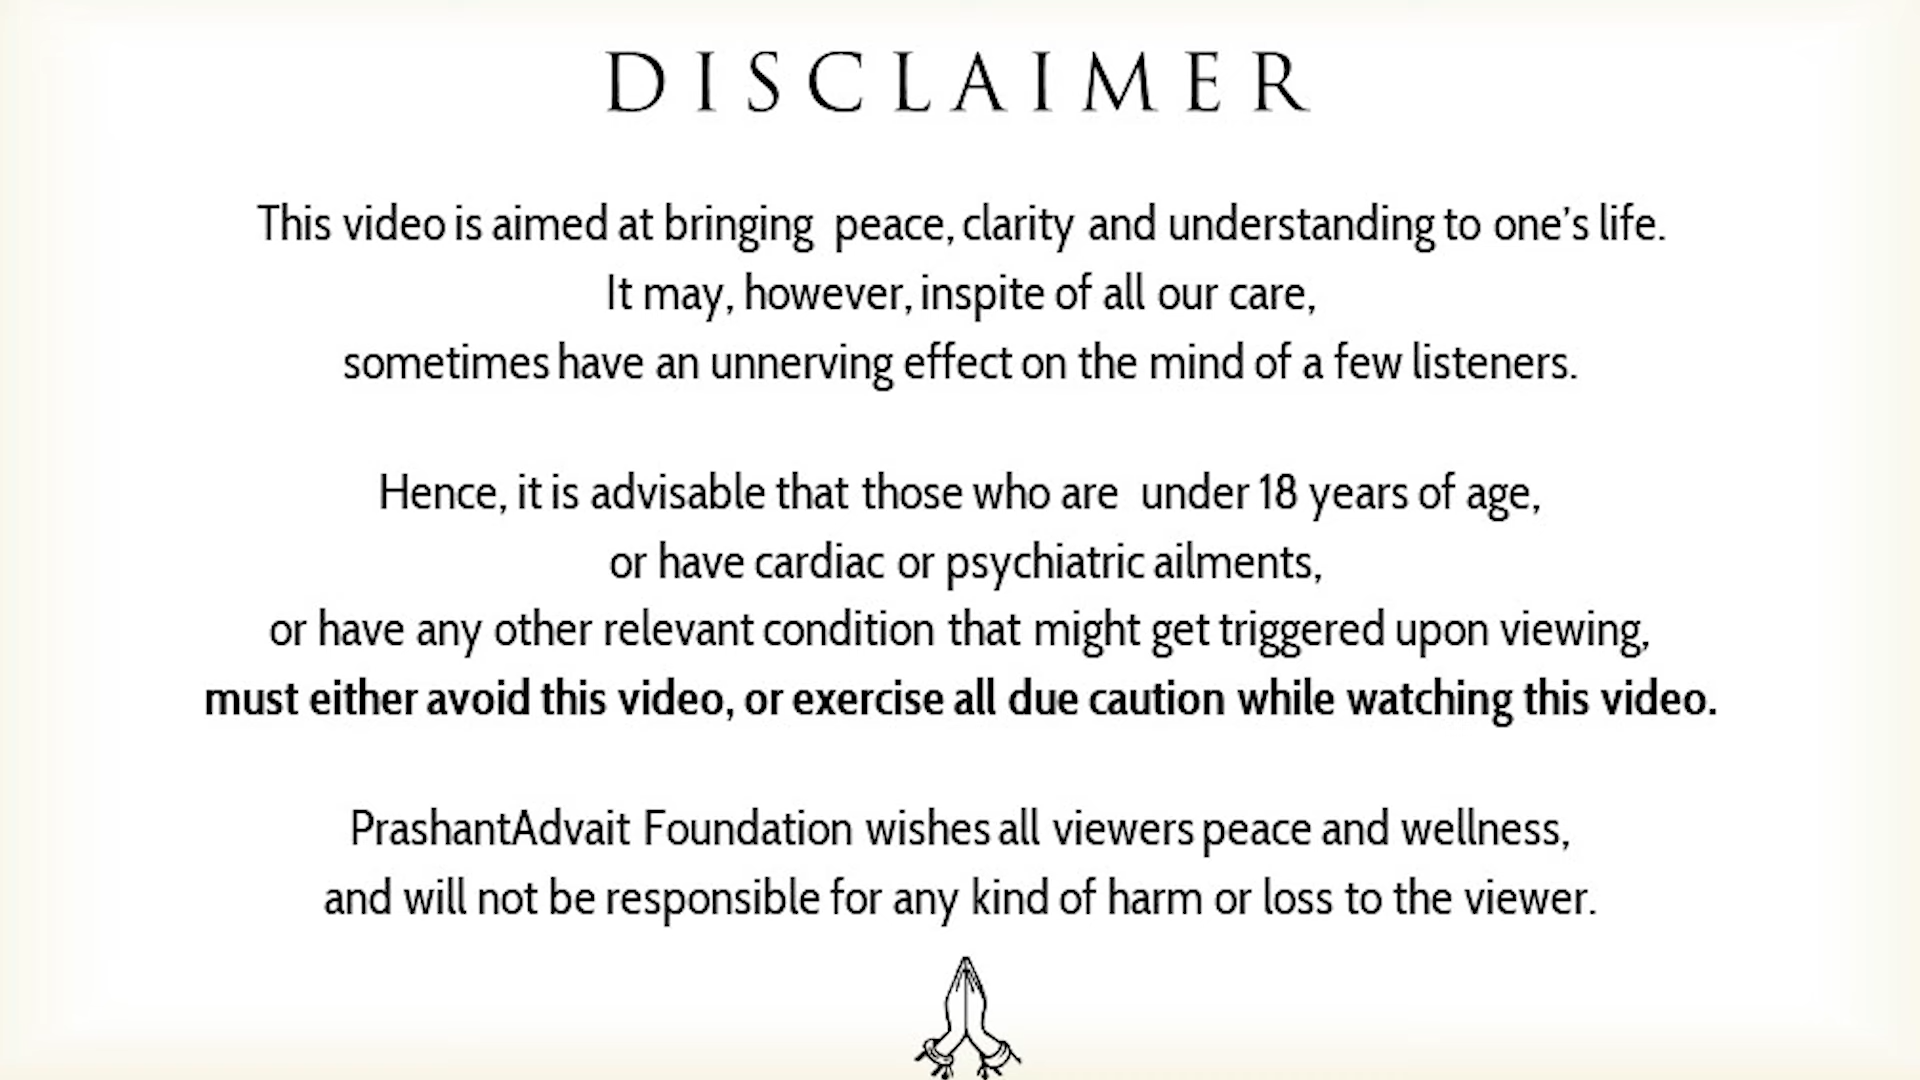 DISCLAIMER
This video is aimed at bringing peace, clarity and understanding to one's life.
It may, however, inspite of all our care,
sometimes have an unnerving effect on the mind of a few listeners.
Hence, it is advisable that those who are under 18 years of age,
or have cardiac or psychiatric ailments,
or have any other relevant condition that might get triggered upon viewing,
must either avoid this video, or exercise all due caution while watching this video.
PrashantAdvait Foundation wishes all viewers peace and wellness,
and will not be responsible for any kind of harm or loss to the viewer.